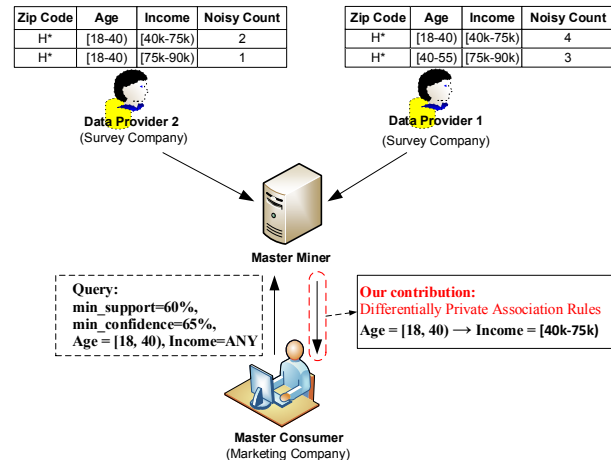 Zip Code Age Income Noisy Count
H* [18-40) [40k-75k) 2
H* [18-40) [75k-90k) 1
Zip Code Age Income Noisy Count
H* [18-40) [40k-75k) 4
H* [40-55) [75k-90k) 3
Data Provider 2
(Survey Company)
Data Provider 1
(Survey Company)
Master Miner
Query:
min_support=60%,
min_confidence=65%,
Age = [18, 40), Income=ANY
Our contribution:
Differentially Private Association Rules
Age = [18, 40) → Income = [40k-75k)
Master Consumer
(Marketing Company)